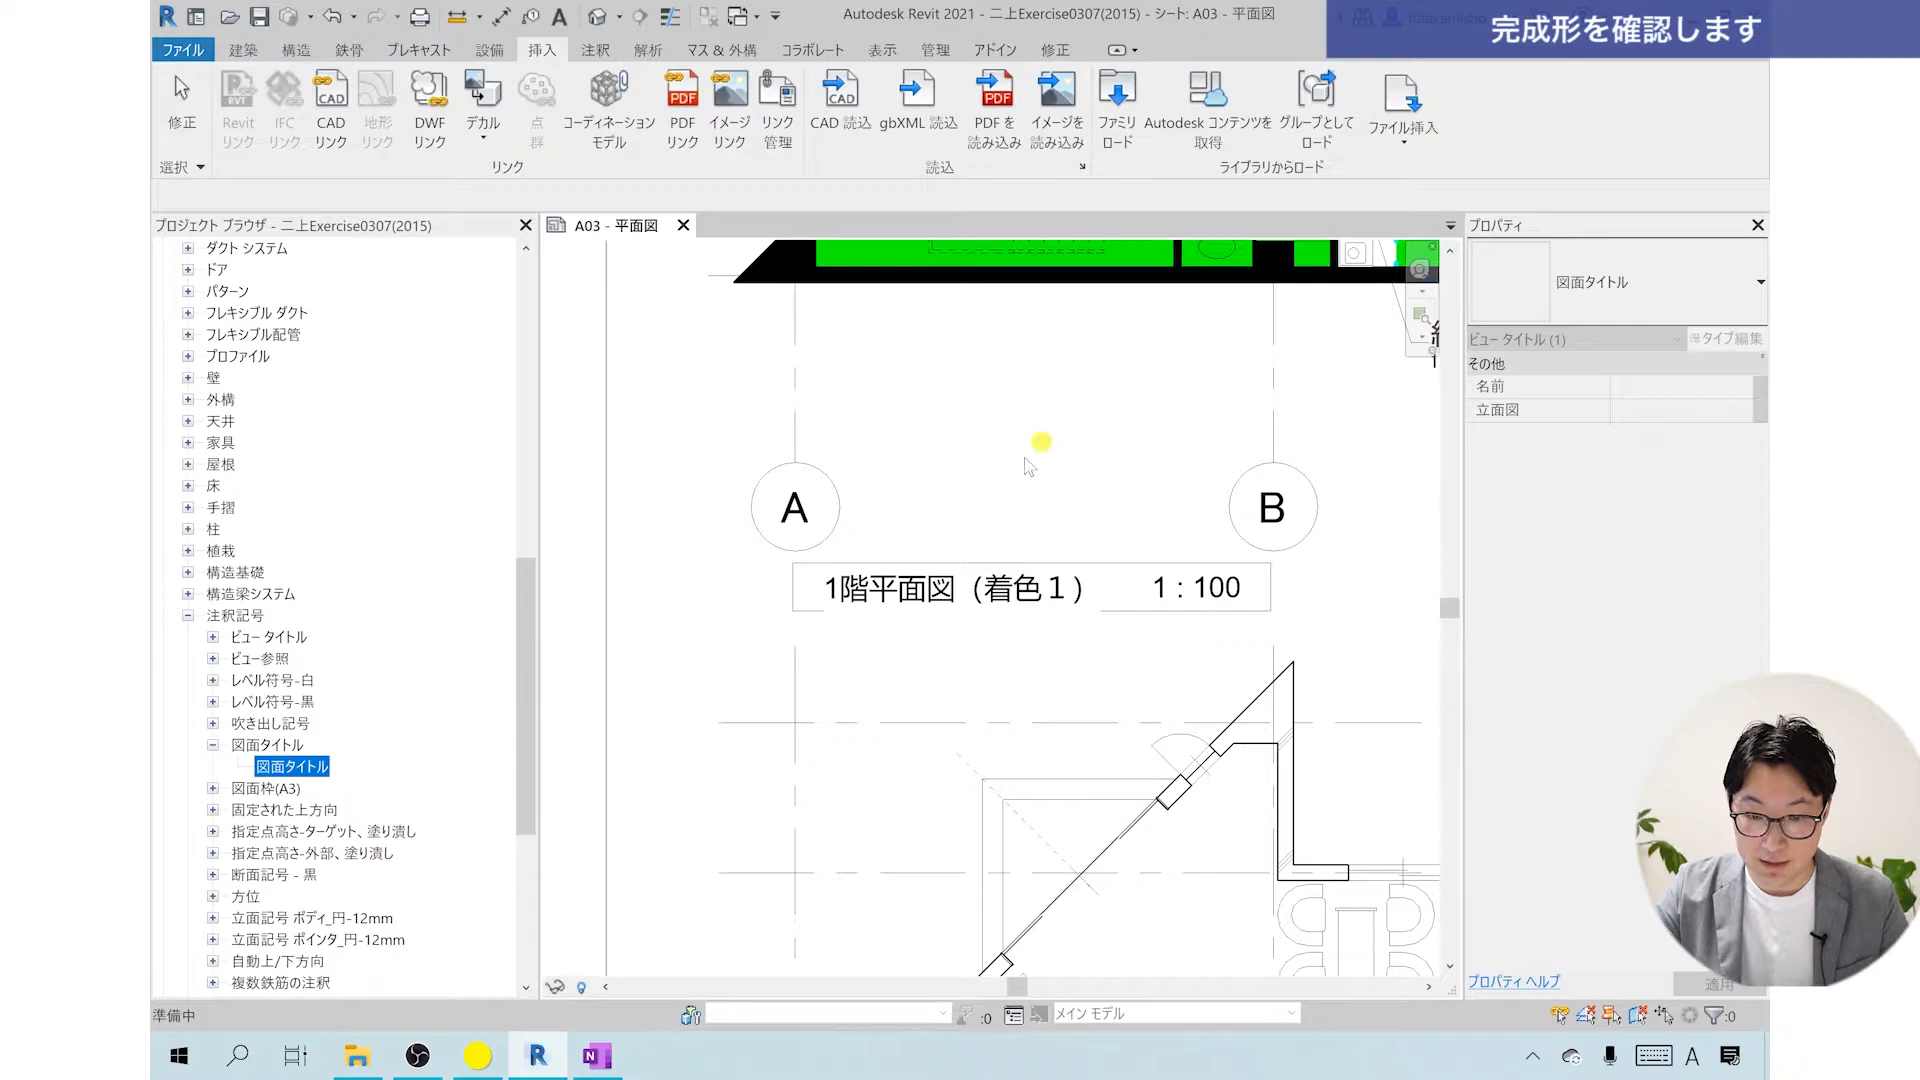 Autodesk Revit 2021 - 二上Exercise0307(2015) - シート: A03 - 平面図
完成形を確認します
ファイル 建築 構造 鉄骨 プレキャスト 設備 挿入 注釈 解析 マス & 外構 コラボレート 表示 管理 アドイン 修正
修正
Revit リンク
IFC リンク
CAD リンク
地形 リンク
DWF リンク
デカル
点群
コーディネーション モデル
PDF リンク
イメージ リンク
リンク 管理
CAD 読込
gbXML 読込
PDF を 読み込み
イメージを 読み込み
ファミリ ロード
Autodesk コンテンツを 取得
グループとして ロード
ファイル挿入
選択 リンク 読込 ライブラリからロード
プロジェクト ブラウザ - 二上Exercise0307(2015)
ダクト システム
ドア
パターン
フレキシブル ダクト
フレキシブル配管
プロファイル
壁
外構
天井
家具
屋根
床
手摺
柱
植栽
構造基礎
構造梁システム
注釈記号
ビュー タイトル
ビュー参照
レベル符号-白
レベル符号-黒
吹き出し記号
図面タイトル
図面タイトル
図面枠(A3)
固定された上方向
指定点高さ-ターゲット、塗り潰し
指定点高さ-外部、塗り潰し
断面記号 - 黒
方位
立面記号 ボディ_円-12mm
立面記号 ポインタ_円-12mm
自動上/下方向
複数鉄筋の注釈
A03 - 平面図
A
B
1階平面図（着色１） 1 : 100
プロパティ
図面タイトル
ビュー タイトル (1) タイプ編集
その他
名前
立面図
プロパティ ヘルプ 適用
準備中
:0
メイン モデル
:0
A